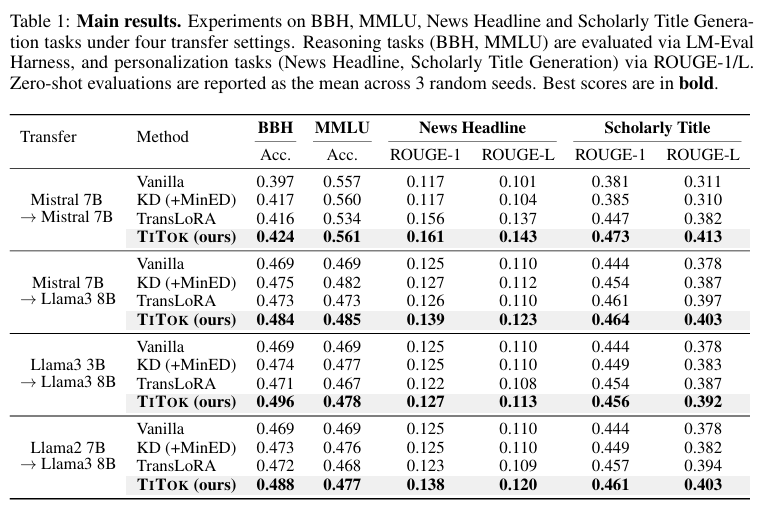 Table 1: Main results. Experiments on BBH, MMLU, News Headline and Scholarly Title Genera-
tion tasks under four transfer settings. Reasoning tasks (BBH, MMLU) are evaluated via LM-Eval
Harness, and personalization tasks (News Headline, Scholarly Title Generation) via ROUGE-1/L.
Zero-shot evaluations are reported as the mean across 3 random seeds. Best scores are in bold.
Transfer Method BBH MMLU News Headline Scholarly Title
Acc. Acc. ROUGE-1 ROUGE-L ROUGE-1 ROUGE-L
Mistral 7B → Mistral 7B
Vanilla 0.397 0.557 0.117 0.101 0.381 0.311
KD (+MinED) 0.417 0.560 0.117 0.104 0.385 0.310
TransLoRA 0.416 0.534 0.156 0.137 0.447 0.382
TITOK (ours) 0.424 0.561 0.161 0.143 0.473 0.413
Mistral 7B → Llama3 8B
Vanilla 0.469 0.469 0.125 0.110 0.444 0.378
KD (+MinED) 0.475 0.482 0.127 0.112 0.454 0.387
TransLoRA 0.473 0.473 0.126 0.110 0.461 0.397
TITOK (ours) 0.484 0.485 0.139 0.123 0.464 0.403
Llama3 3B → Llama3 8B
Vanilla 0.469 0.469 0.125 0.110 0.444 0.378
KD (+MinED) 0.474 0.477 0.125 0.110 0.449 0.383
TransLoRA 0.471 0.467 0.122 0.108 0.454 0.387
TITOK (ours) 0.496 0.478 0.127 0.113 0.456 0.392
Llama2 7B → Llama3 8B
Vanilla 0.469 0.469 0.125 0.110 0.444 0.378
KD (+MinED) 0.473 0.476 0.125 0.110 0.449 0.382
TransLoRA 0.472 0.468 0.123 0.109 0.457 0.394
TITOK (ours) 0.488 0.477 0.138 0.120 0.461 0.403